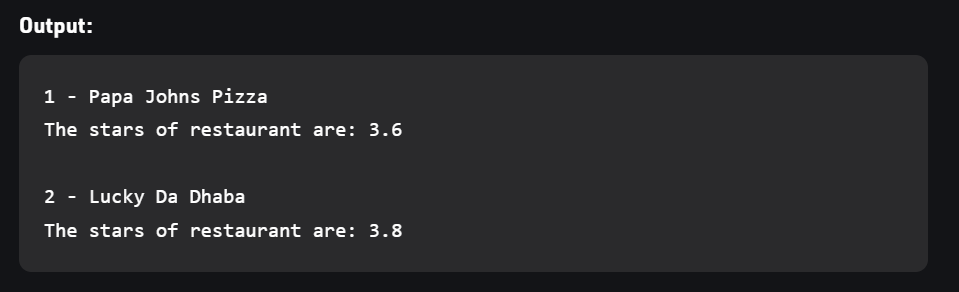 Output:
1 - Papa Johns Pizza
The stars of restaurant are: 3.6
2 - Lucky Da Dhaba
The stars of restaurant are: 3.8